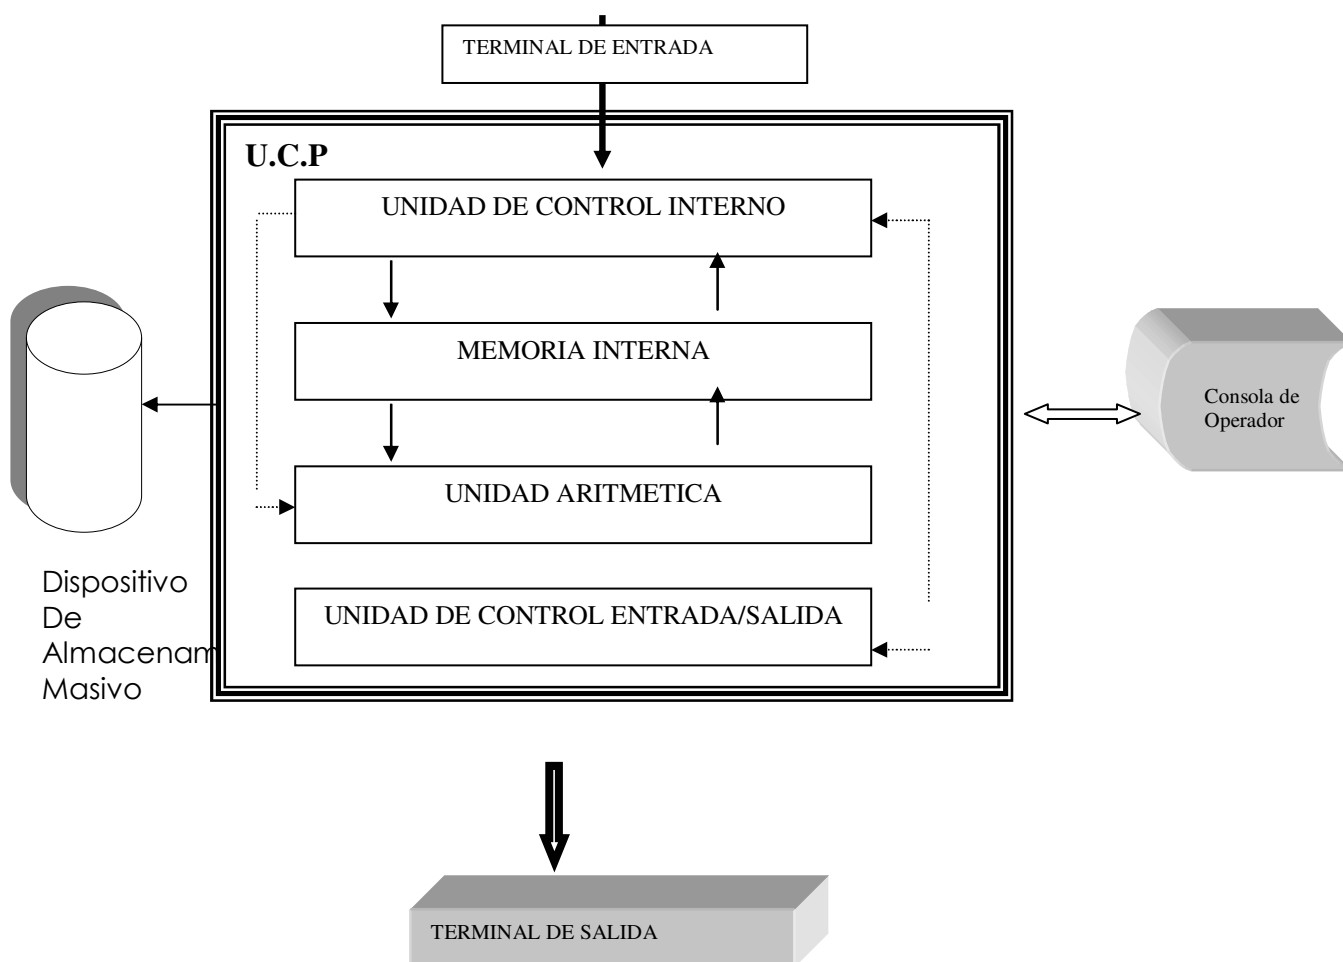 TERMINAL DE ENTRADA
U.C.P
UNIDAD DE CONTROL INTERNO
MEMORIA INTERNA
Consola de
Operador
UNIDAD ARITMETICA
Dispositivo
De
Almacenam
Masivo
UNIDAD DE CONTROL ENTRADA/SALIDA
TERMINAL DE SALIDA